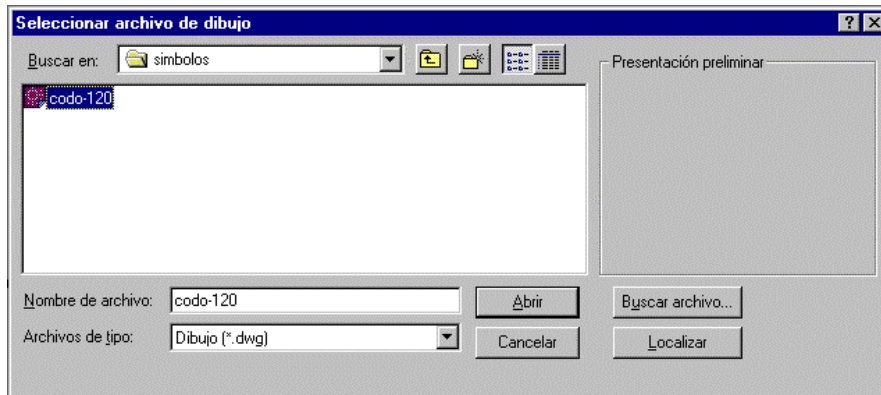 Seleccionar archivo de dibujo
Buscar en: simbolos
Presentación preliminar
codo-120
Nombre de archivo: codo-120 Abrir Buscar archivo...
Archivos de tipo: Dibujo (*.dwg) Cancelar Localizar